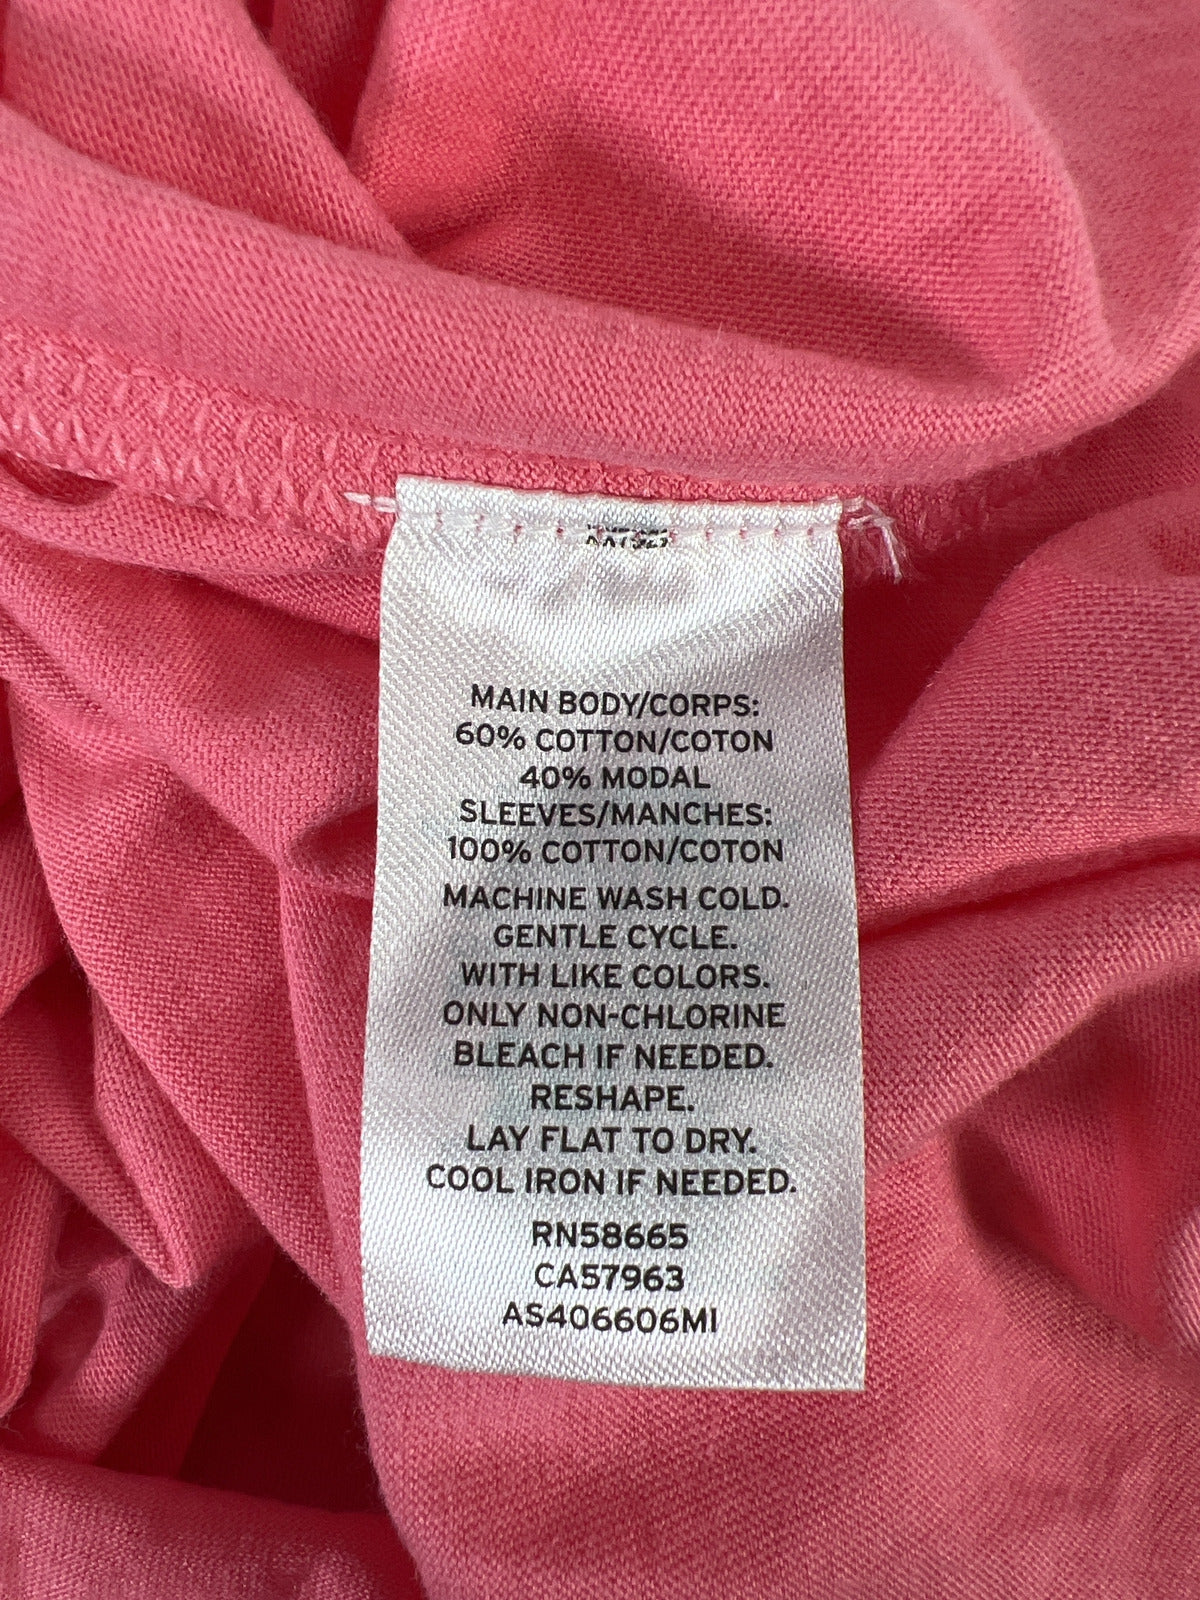 MAIN BODY/CORPS:
60% COTTON/COTON
40% MODAL
SLEEVES/MANCHES:
100% COTTON/COTON
MACHINE WASH COLD.
GENTLE CYCLE.
WITH LIKE COLORS.
ONLY NON-CHLORINE
BLEACH IF NEEDED.
RESHAPE.
LAY FLAT TO DRY.
COOL IRON IF NEEDED.
RN58665
CA57963
AS406606MI